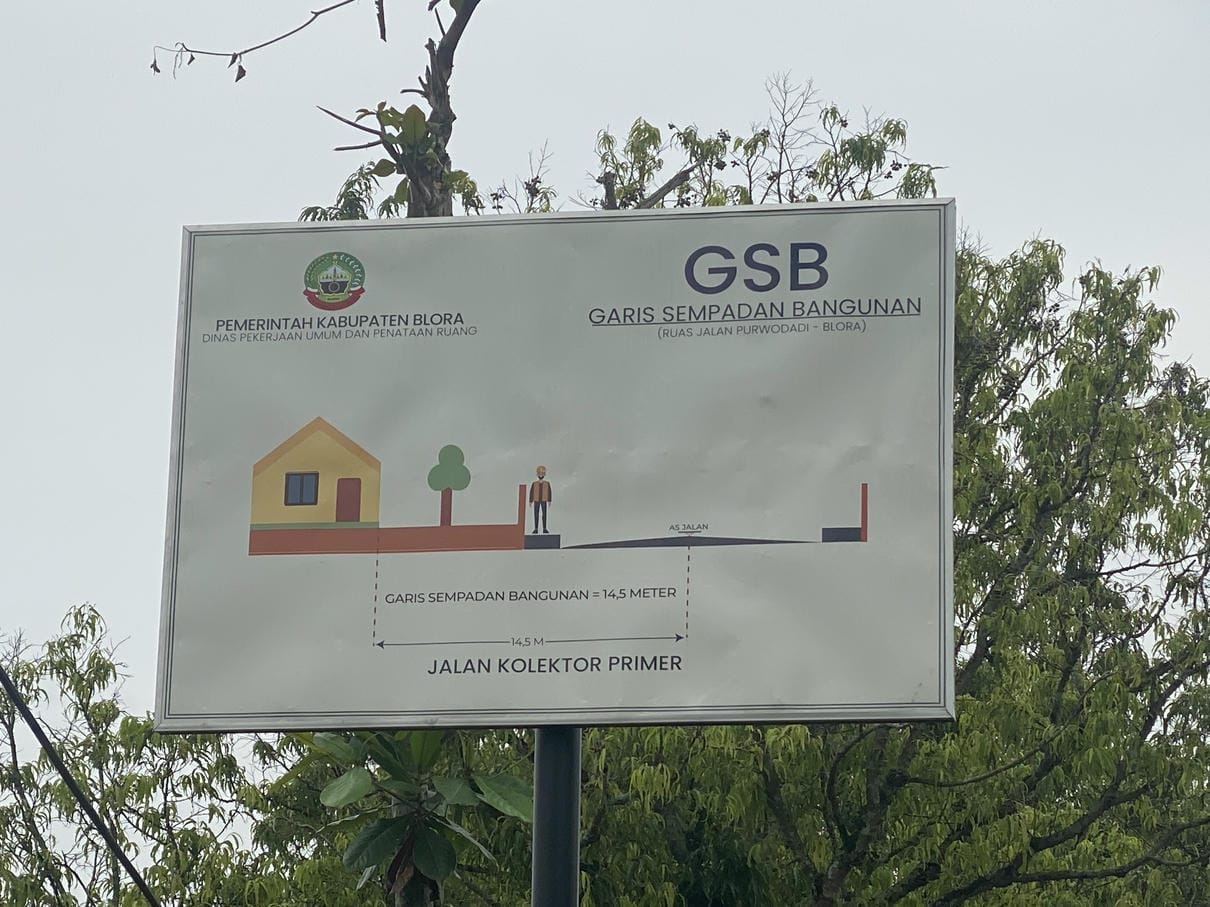 PEMERINTAH KABUPATEN BLORA
DINAS PEKERJAAN UMUM DAN PENATAAN RUANG
GSB
GARIS SEMPADAN BANGUNAN
(RUAS JALAN PURWODADI - BLORA)
AS JALAN
GARIS SEMPADAN BANGUNAN = 14,5 METER
14,5 M
JALAN KOLEKTOR PRIMER